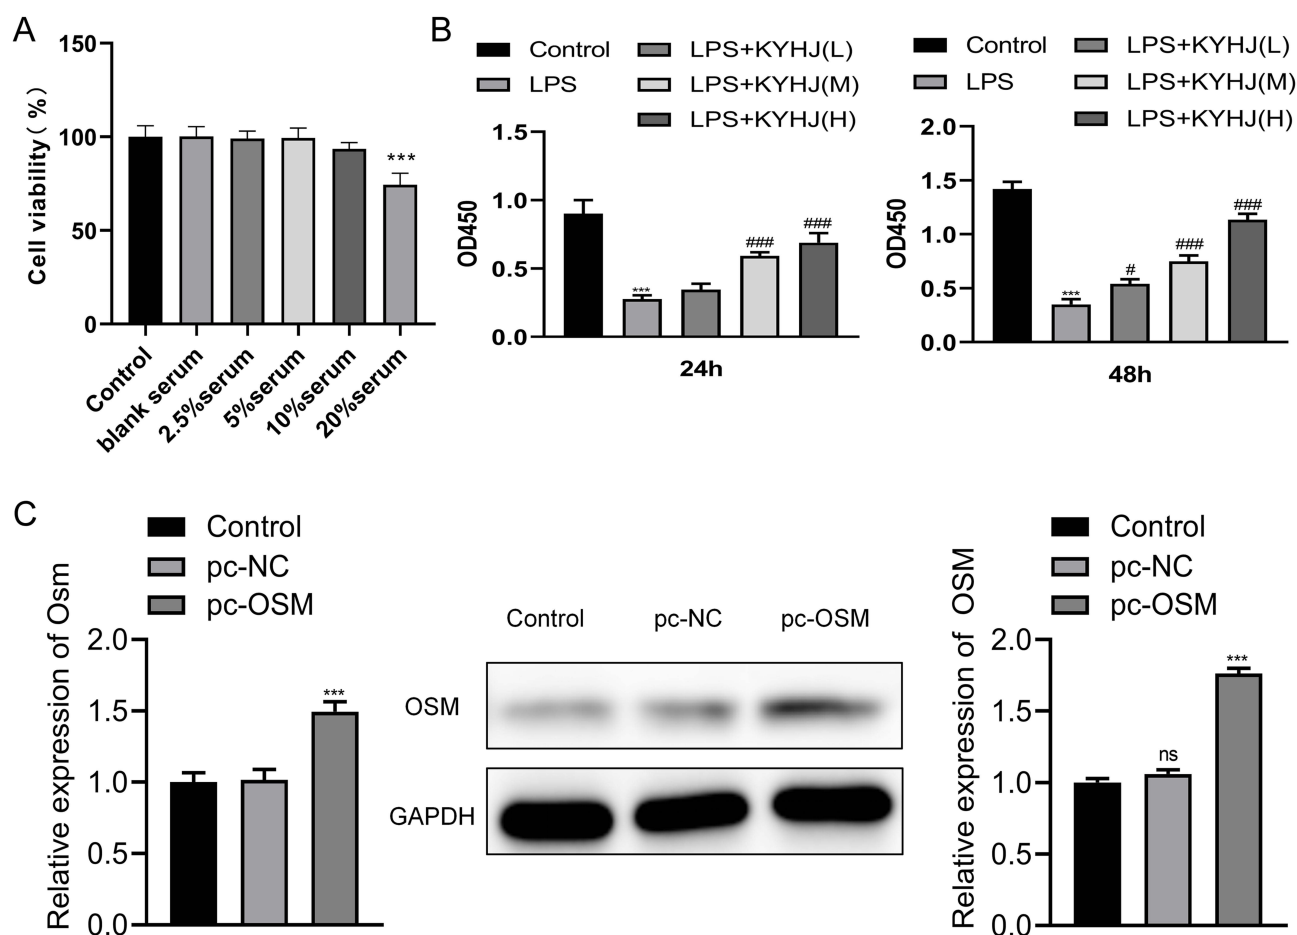 A
Cell viability( %)
150
100
50
0
***
Control
blank serum
2.5%serum
5%serum
10%serum
20%serum
B
Control
LPS
LPS+KYHJ(L)
LPS+KYHJ(M)
LPS+KYHJ(H)
OD450
1.5
1.0
0.5
0.0
***
###
###
24h
Control
LPS
LPS+KYHJ(L)
LPS+KYHJ(M)
LPS+KYHJ(H)
OD450
2.0
1.5
1.0
0.5
0.0
***
#
###
###
48h
C
Control
pc-NC
pc-OSM
Relative expression of Osm
2.0
1.5
1.0
0.5
0.0
***
Control pc-NC pc-OSM
OSM
GAPDH
Control
pc-NC
pc-OSM
Relative expression of OSM
2.0
1.5
1.0
0.5
0.0
ns
***